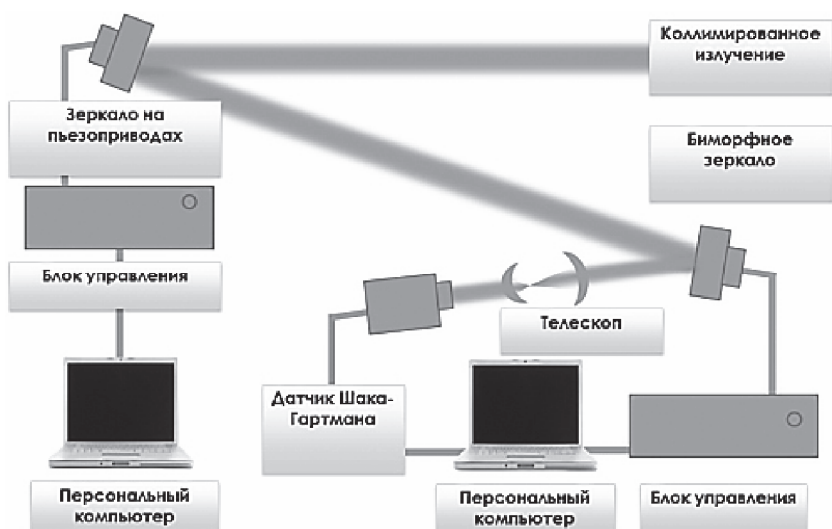 Коллимированное
излучение
Зеркало на
пьезоприводах
Биморфное
зеркало
Блок управления
Телескоп
Датчик Шака-
Гартмана
Персональный
компьютер
Персональный
компьютер
Блок управления